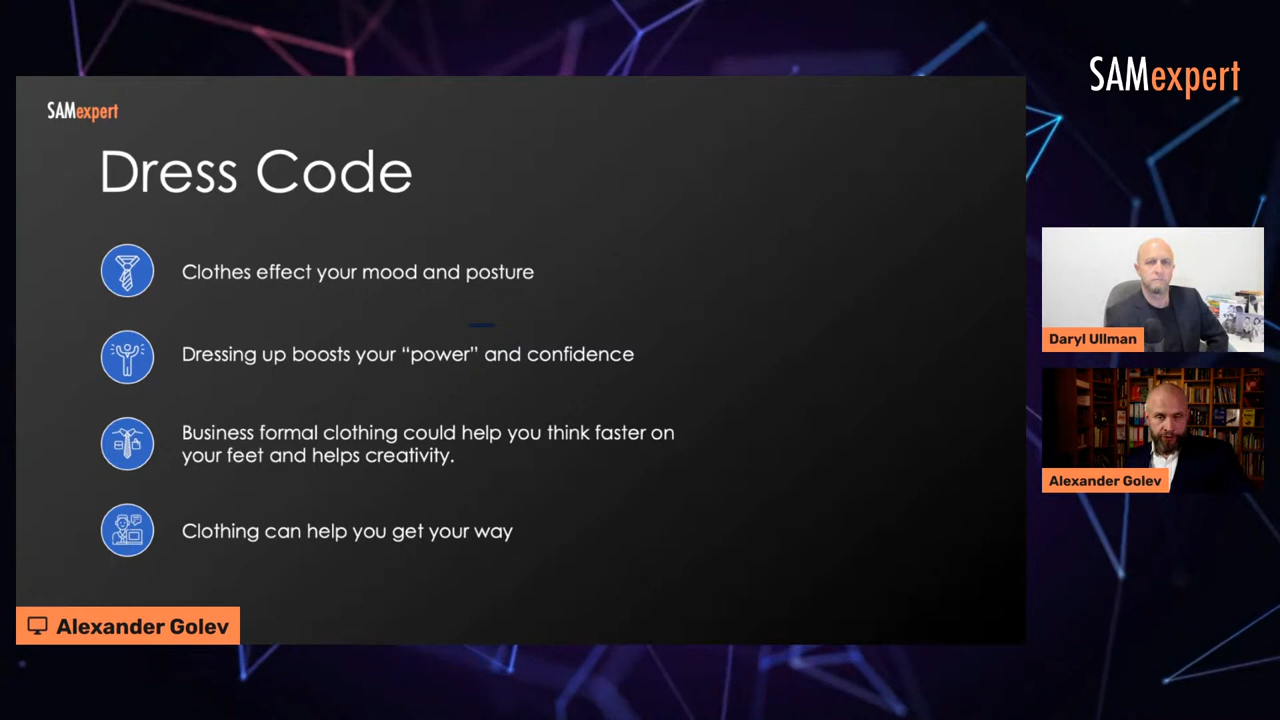 SAMexpert
SAMexpert
Dress Code
Clothes effect your mood and posture
Dressing up boosts your “power” and confidence
Business formal clothing could help you think faster on
your feet and helps creativity.
Clothing can help you get your way
Daryl Ullman
Alexander Golev
Alexander Golev